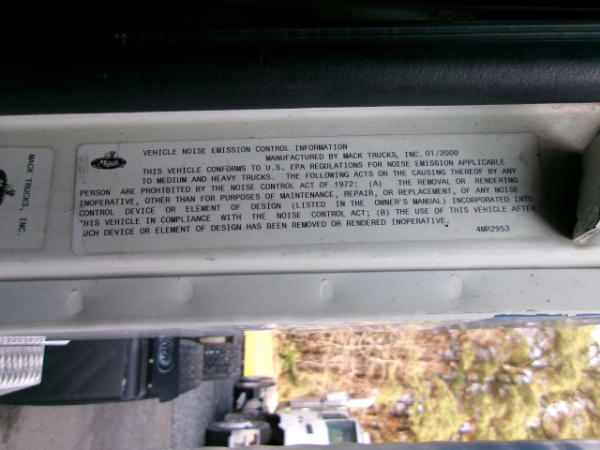 VEHICLE NOISE EMISSION CONTROL INFORMATION
MANUFACTURED BY MACK TRUCKS, INC. 01/2000
THIS VEHICLE CONFORMS TO U.S. EPA REGULATIONS FOR NOISE EMISSION APPLICABLE
TO MEDIUM AND HEAVY TRUCKS. THE FOLLOWING ACTS OR THE CAUSING THEREOF BY ANY
PERSON ARE PROHIBITED BY THE NOISE CONTROL ACT OF 1972: (A) THE REMOVAL OR RENDERING
INOPERATIVE, OTHER THAN FOR PURPOSES OF MAINTENANCE, REPAIR, OR REPLACEMENT, OF ANY NOISE
CONTROL DEVICE OR ELEMENT OF DESIGN (LISTED IN THE OWNER'S MANUAL) INCORPORATED INTO
THIS VEHICLE IN COMPLIANCE WITH THE NOISE CONTROL ACT; (B) THE USE OF THIS VEHICLE AFTER
UCH DEVICE OR ELEMENT OF DESIGN HAS BEEN REMOVED OR RENDERED INOPERATIVE.
4MR2953
Mack
MACK TRUCKS, INC.